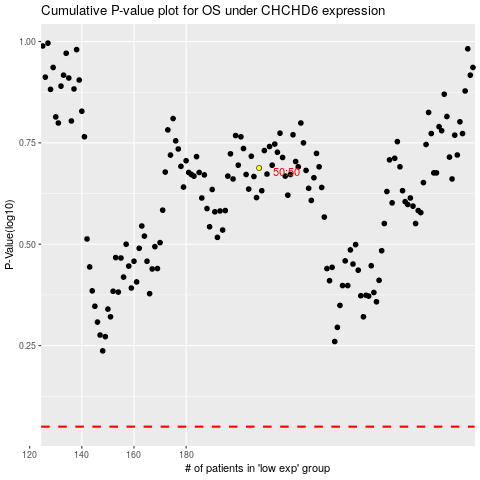 Cumulative P-value plot for OS under CHCHD6 expression
P-Value(log10)
1.00
0.75
0.50
0.25
50:50
120 140 160 180
# of patients in 'low exp' group